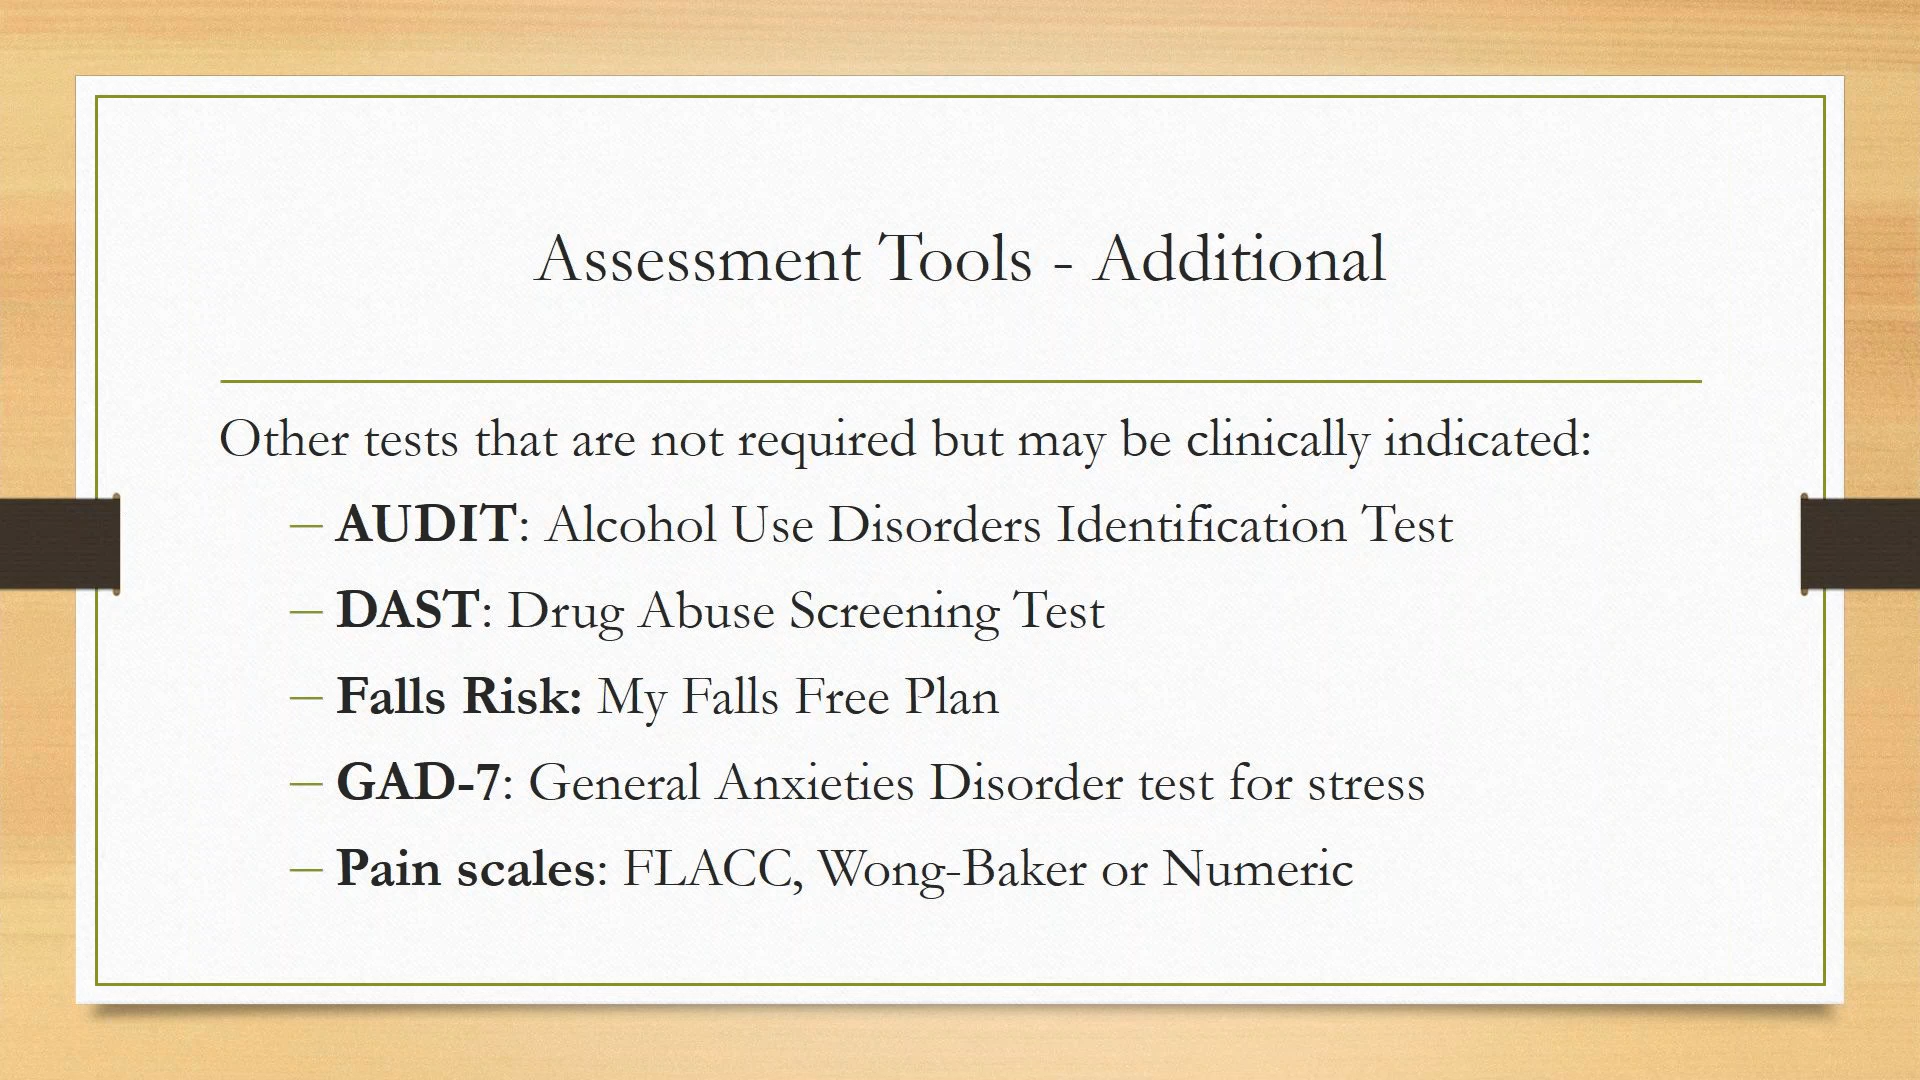 Assessment Tools - Additional
Other tests that are not required but may be clinically indicated:
– AUDIT: Alcohol Use Disorders Identification Test
– DAST: Drug Abuse Screening Test
– Falls Risk: My Falls Free Plan
– GAD-7: General Anxieties Disorder test for stress
– Pain scales: FLACC, Wong-Baker or Numeric